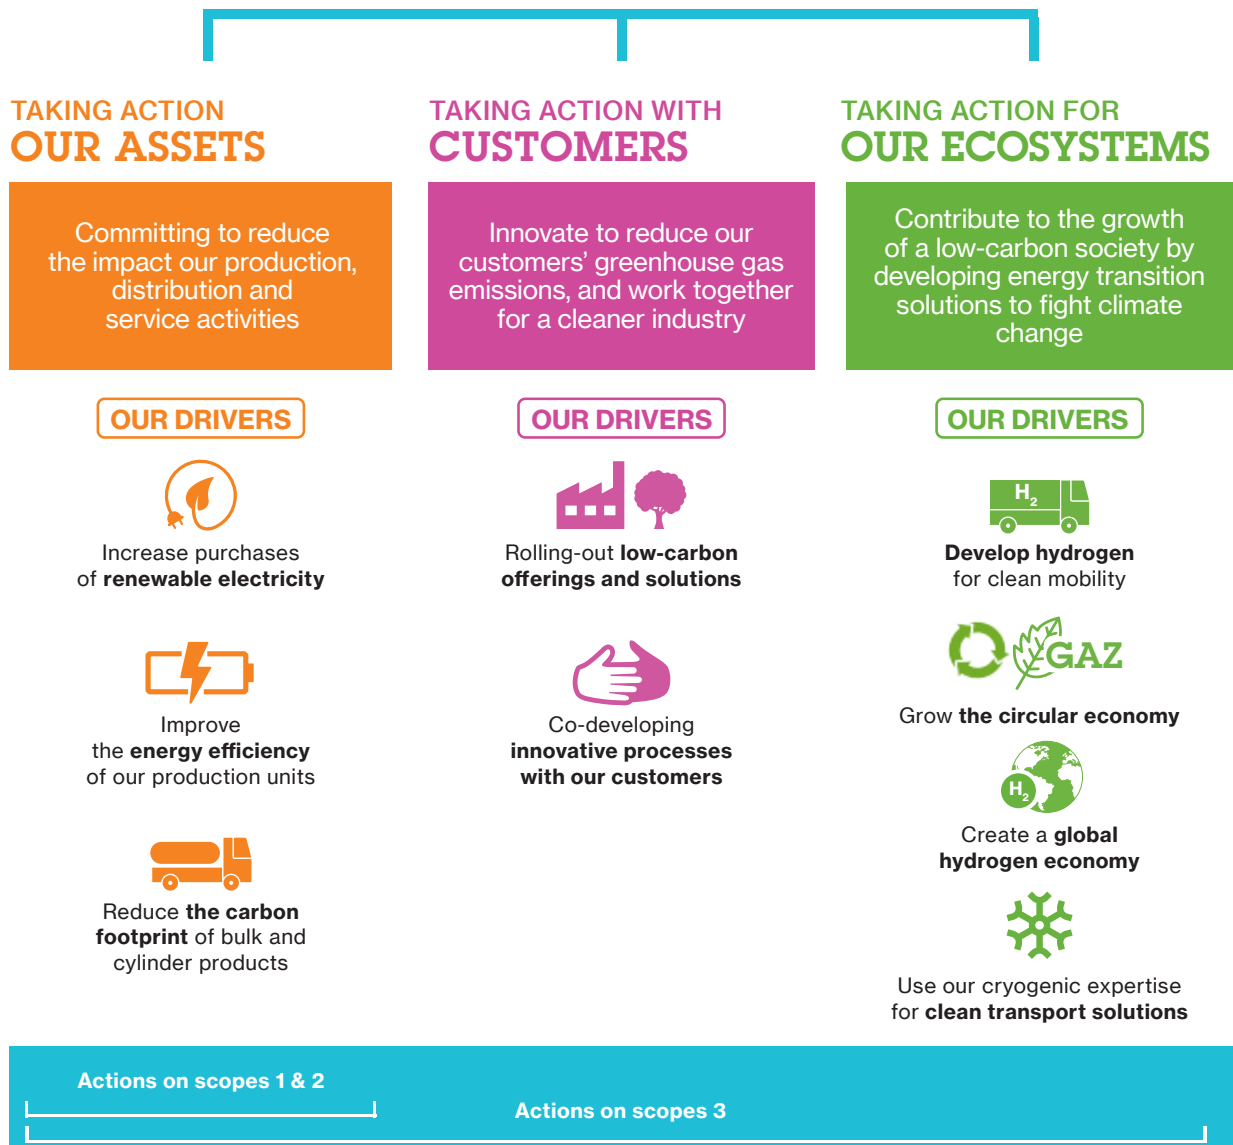 TAKING ACTION
OUR ASSETS
Committing to reduce
the impact our production,
distribution and
service activities
OUR DRIVERS
Increase purchases
of renewable electricity
Improve
the energy efficiency
of our production units
Reduce the carbon
footprint of bulk and
cylinder products
TAKING ACTION WITH
CUSTOMERS
Innovate to reduce our
customers' greenhouse gas
emissions, and work together
for a cleaner industry
OUR DRIVERS
Rolling-out low-carbon
offerings and solutions
Co-developing
innovative processes
with our customers
TAKING ACTION FOR
OUR ECOSYSTEMS
Contribute to the growth
of a low-carbon society by
developing energy transition
solutions to fight climate
change
OUR DRIVERS
H2
Develop hydrogen
for clean mobility
GAZ
Grow the circular economy
H2
Create a global
hydrogen economy
Use our cryogenic expertise
for clean transport solutions
Actions on scopes 1 & 2
Actions on scopes 3